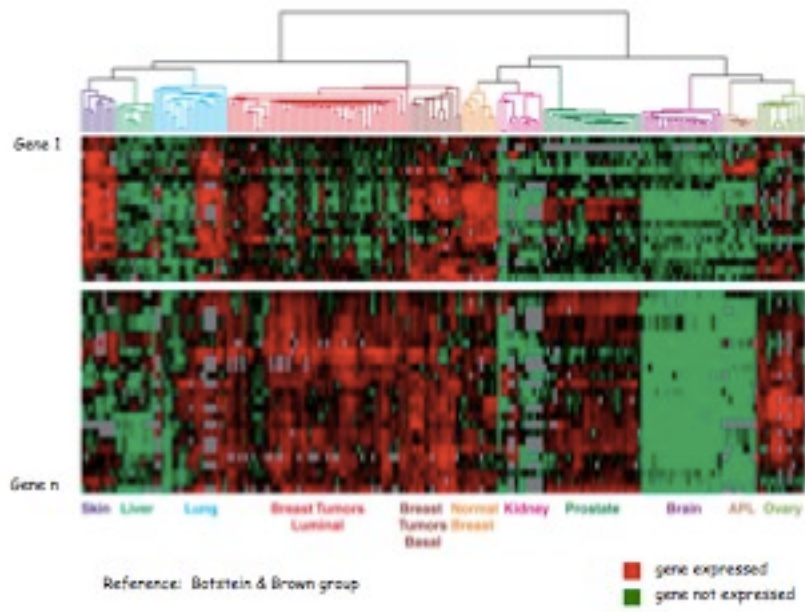 Gene 1
Gene n
Skin Liver Lung Breast Tumors Luminal Breast Tumors Basal Normal Breast Kidney Prostate Brain APL Ovary
Reference: Botstein & Brown group
gene expressed
gene not expressed